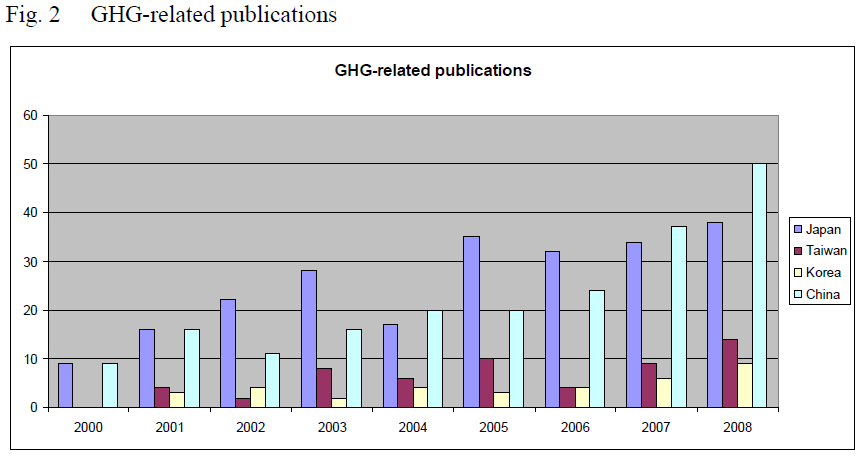 Fig. 2 GHG-related publications
GHG-related publications
60
50
40
30
20
10
0
2000 2001 2002 2003 2004 2005 2006 2007 2008
Japan
Taiwan
Korea
China